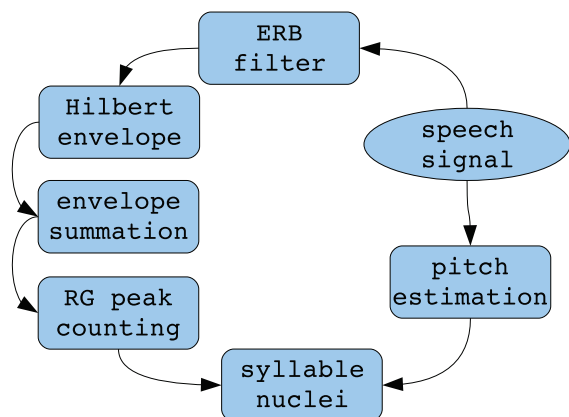 ERB
filter
Hilbert
envelope
speech
signal
envelope
summation
pitch
estimation
RG peak
counting
syllable
nuclei